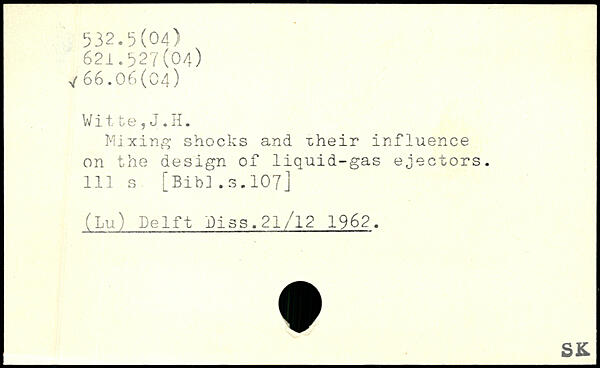 532.5(04)
621.527(04)
✓66.06(04)
Witte,J.H.
Mixing shocks and their influence
on the design of liquid-gas ejectors.
111 s. [Bibl.s.107]
(Lu) Delft Diss.21/12 1962.
SK